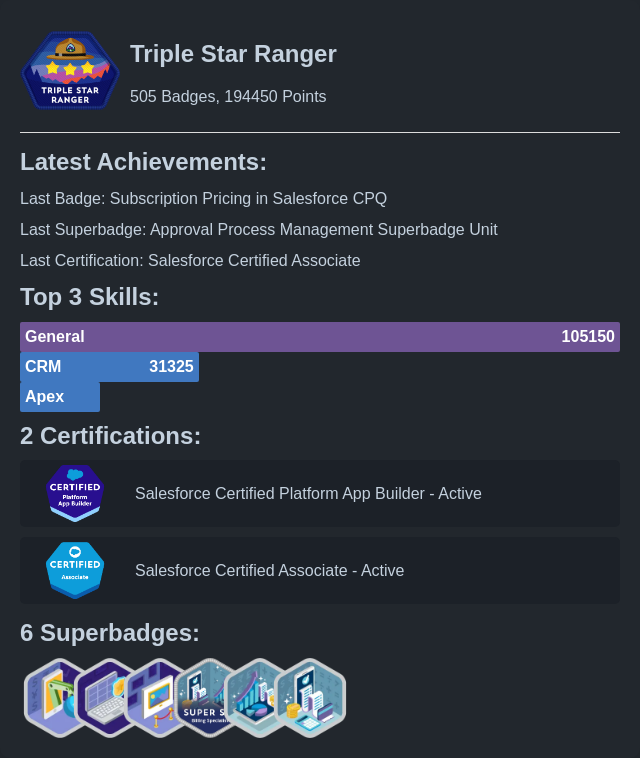 TRIPLE STAR
RANGER
Triple Star Ranger
505 Badges, 194450 Points
Latest Achievements:
Last Badge: Subscription Pricing in Salesforce CPQ
Last Superbadge: Approval Process Management Superbadge Unit
Last Certification: Salesforce Certified Associate
Top 3 Skills:
General 105150
CRM 31325
Apex
2 Certifications:
CERTIFIED
Platform
App Builder
Salesforce Certified Platform App Builder - Active
CERTIFIED
Associate
Salesforce Certified Associate - Active
6 Superbadges:
SUPER S
Billing Specialis